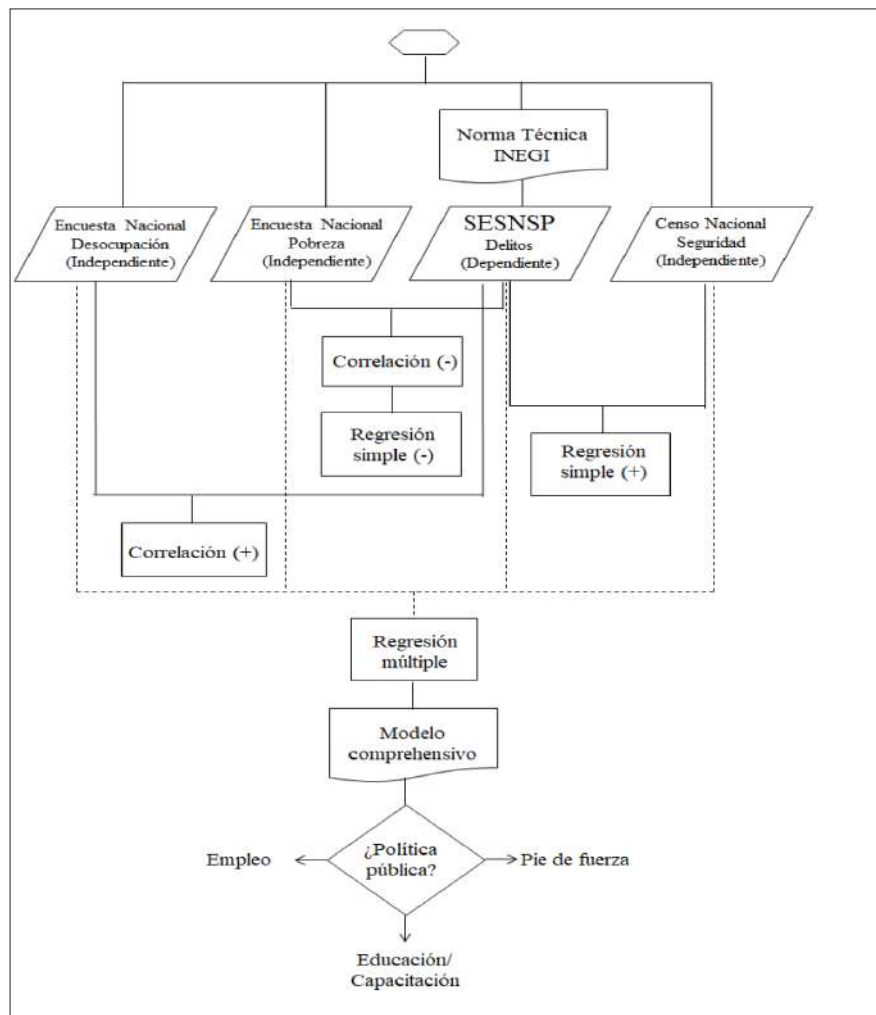 Norma Técnica
INEGI
Encuesta Nacional
Desocupación
(Independiente)
Encuesta Nacional
Pobreza
(Independiente)
SESNSP
Delitos
(Dependiente)
Censo Nacional
Seguridad
(Independiente)
Correlación (-)
Regresión
simple (-)
Regresión
simple (+)
Correlación (+)
Regresión
múltiple
Modelo
comprehensivo
¿Política
pública?
Empleo
Pie de fuerza
Educación/
Capacitación